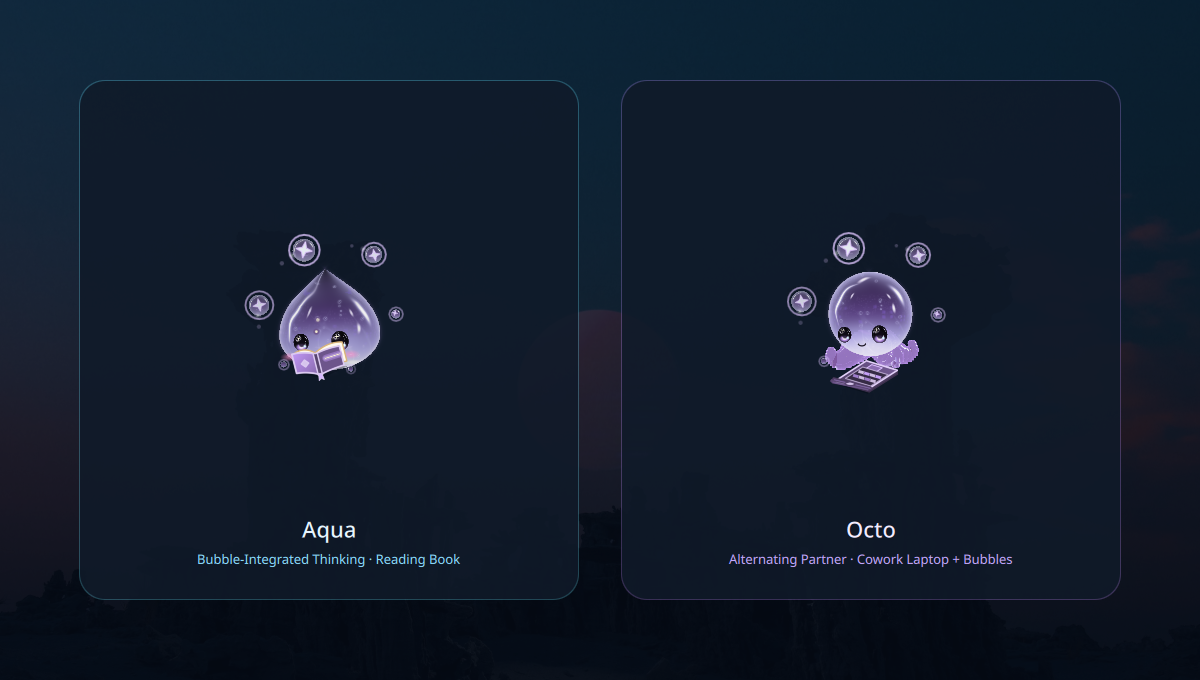 Aqua
Bubble-Integrated Thinking · Reading Book
Octo
Alternating Partner · Cowork Laptop + Bubbles